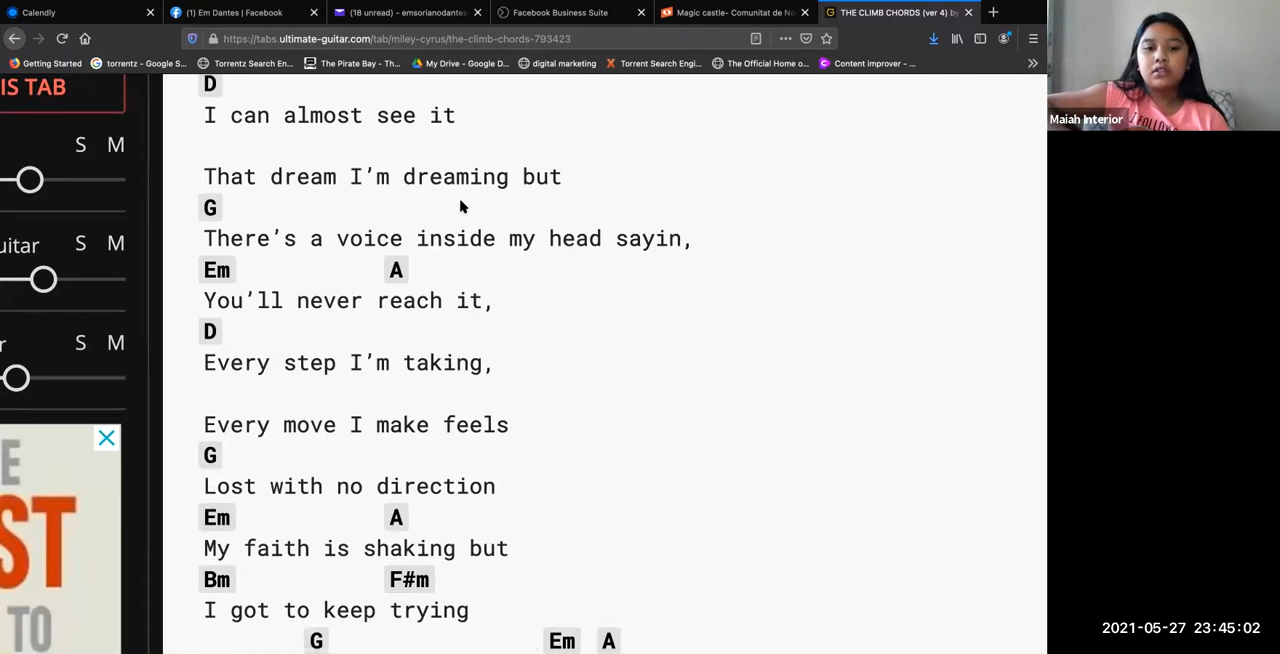 Calendly
(1) Em Dantes | Facebook
(18 unread) - emsorianodantes
Facebook Business Suite
Magic castle- Comunitat de No
THE CLIMB CHORDS (ver 4) by
https://tabs.ultimate-guitar.com/tab/miley-cyrus/the-climb-chords-793423
Getting Started
torrentz - Google S...
Torrentz Search En...
The Pirate Bay - Th...
My Drive - Google D...
digital marketing
Torrent Search Engi...
The Official Home o...
Content improver - ...
IS TAB
S M
uitar S M
r S M
E
ST
TO
D
I can almost see it
That dream I’m dreaming but
G
There’s a voice inside my head sayin,
Em A
You’ll never reach it,
D
Every step I’m taking,
Every move I make feels
G
Lost with no direction
Em A
My faith is shaking but
Bm F#m
I got to keep trying
G Em A
I FOLLOW
Maiah Interior
2021-05-27 23:45:02